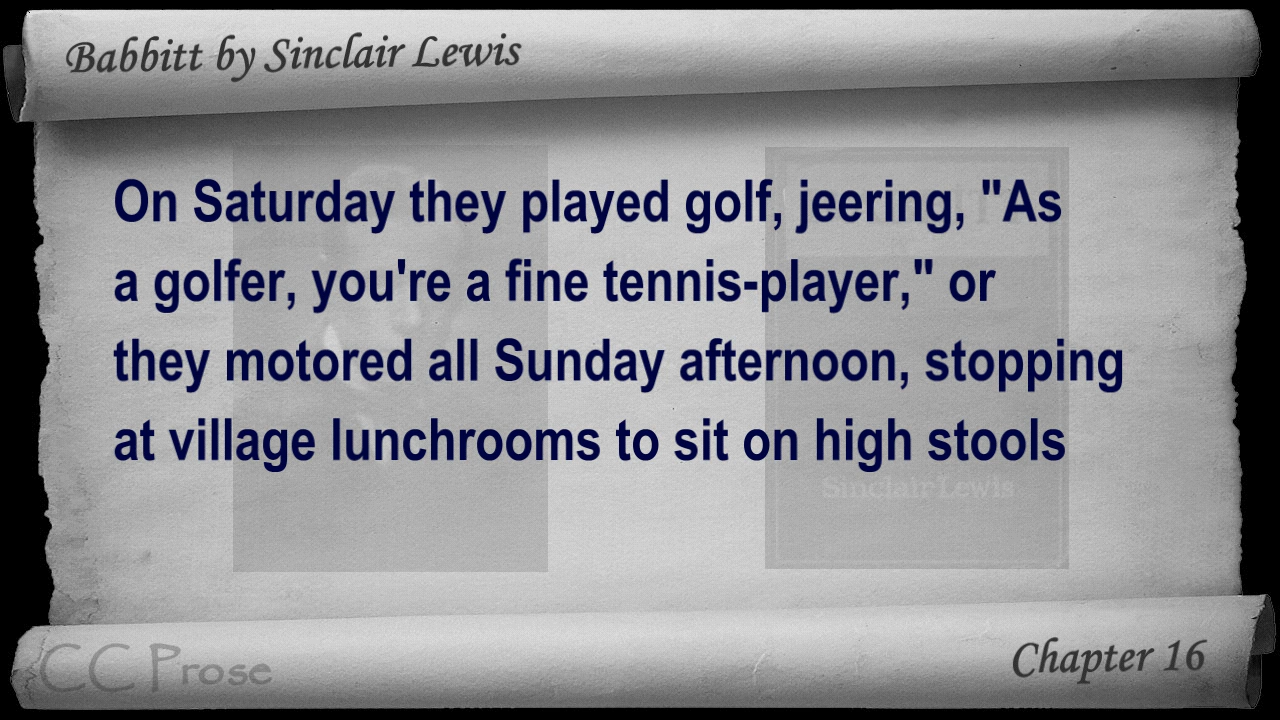 Babbitt by Sinclair Lewis
On Saturday they played golf, jeering, "As
a golfer, you're a fine tennis-player," or
they motored all Sunday afternoon, stopping
at village lunchrooms to sit on high stools
Sinclair Lewis
CC Prose
Chapter 16